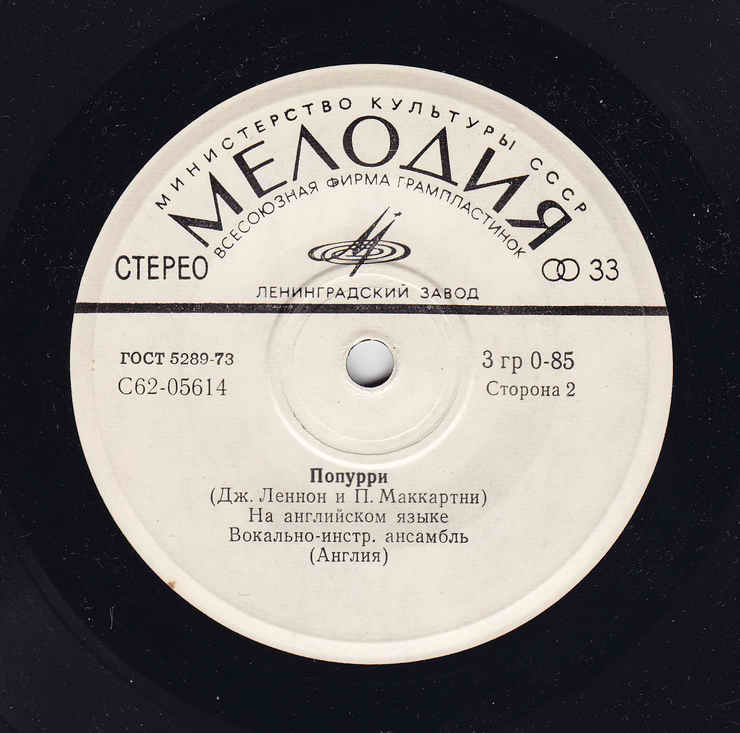 МИНИСТЕРСТВО КУЛЬТУРЫ СССР
МЕЛОДИЯ
ВСЕСОЮЗНАЯ ФИРМА ГРАМПЛАСТИНОК
СТЕРЕО
33
ЛЕНИНГРАДСКИЙ ЗАВОД
ГОСТ 5289-73
3 гр 0-85
С62-05614
Сторона 2
Попурри
(Дж. Леннон и П. Маккартни)
На английском языке
Вокально-инстр. ансамбль
(Англия)